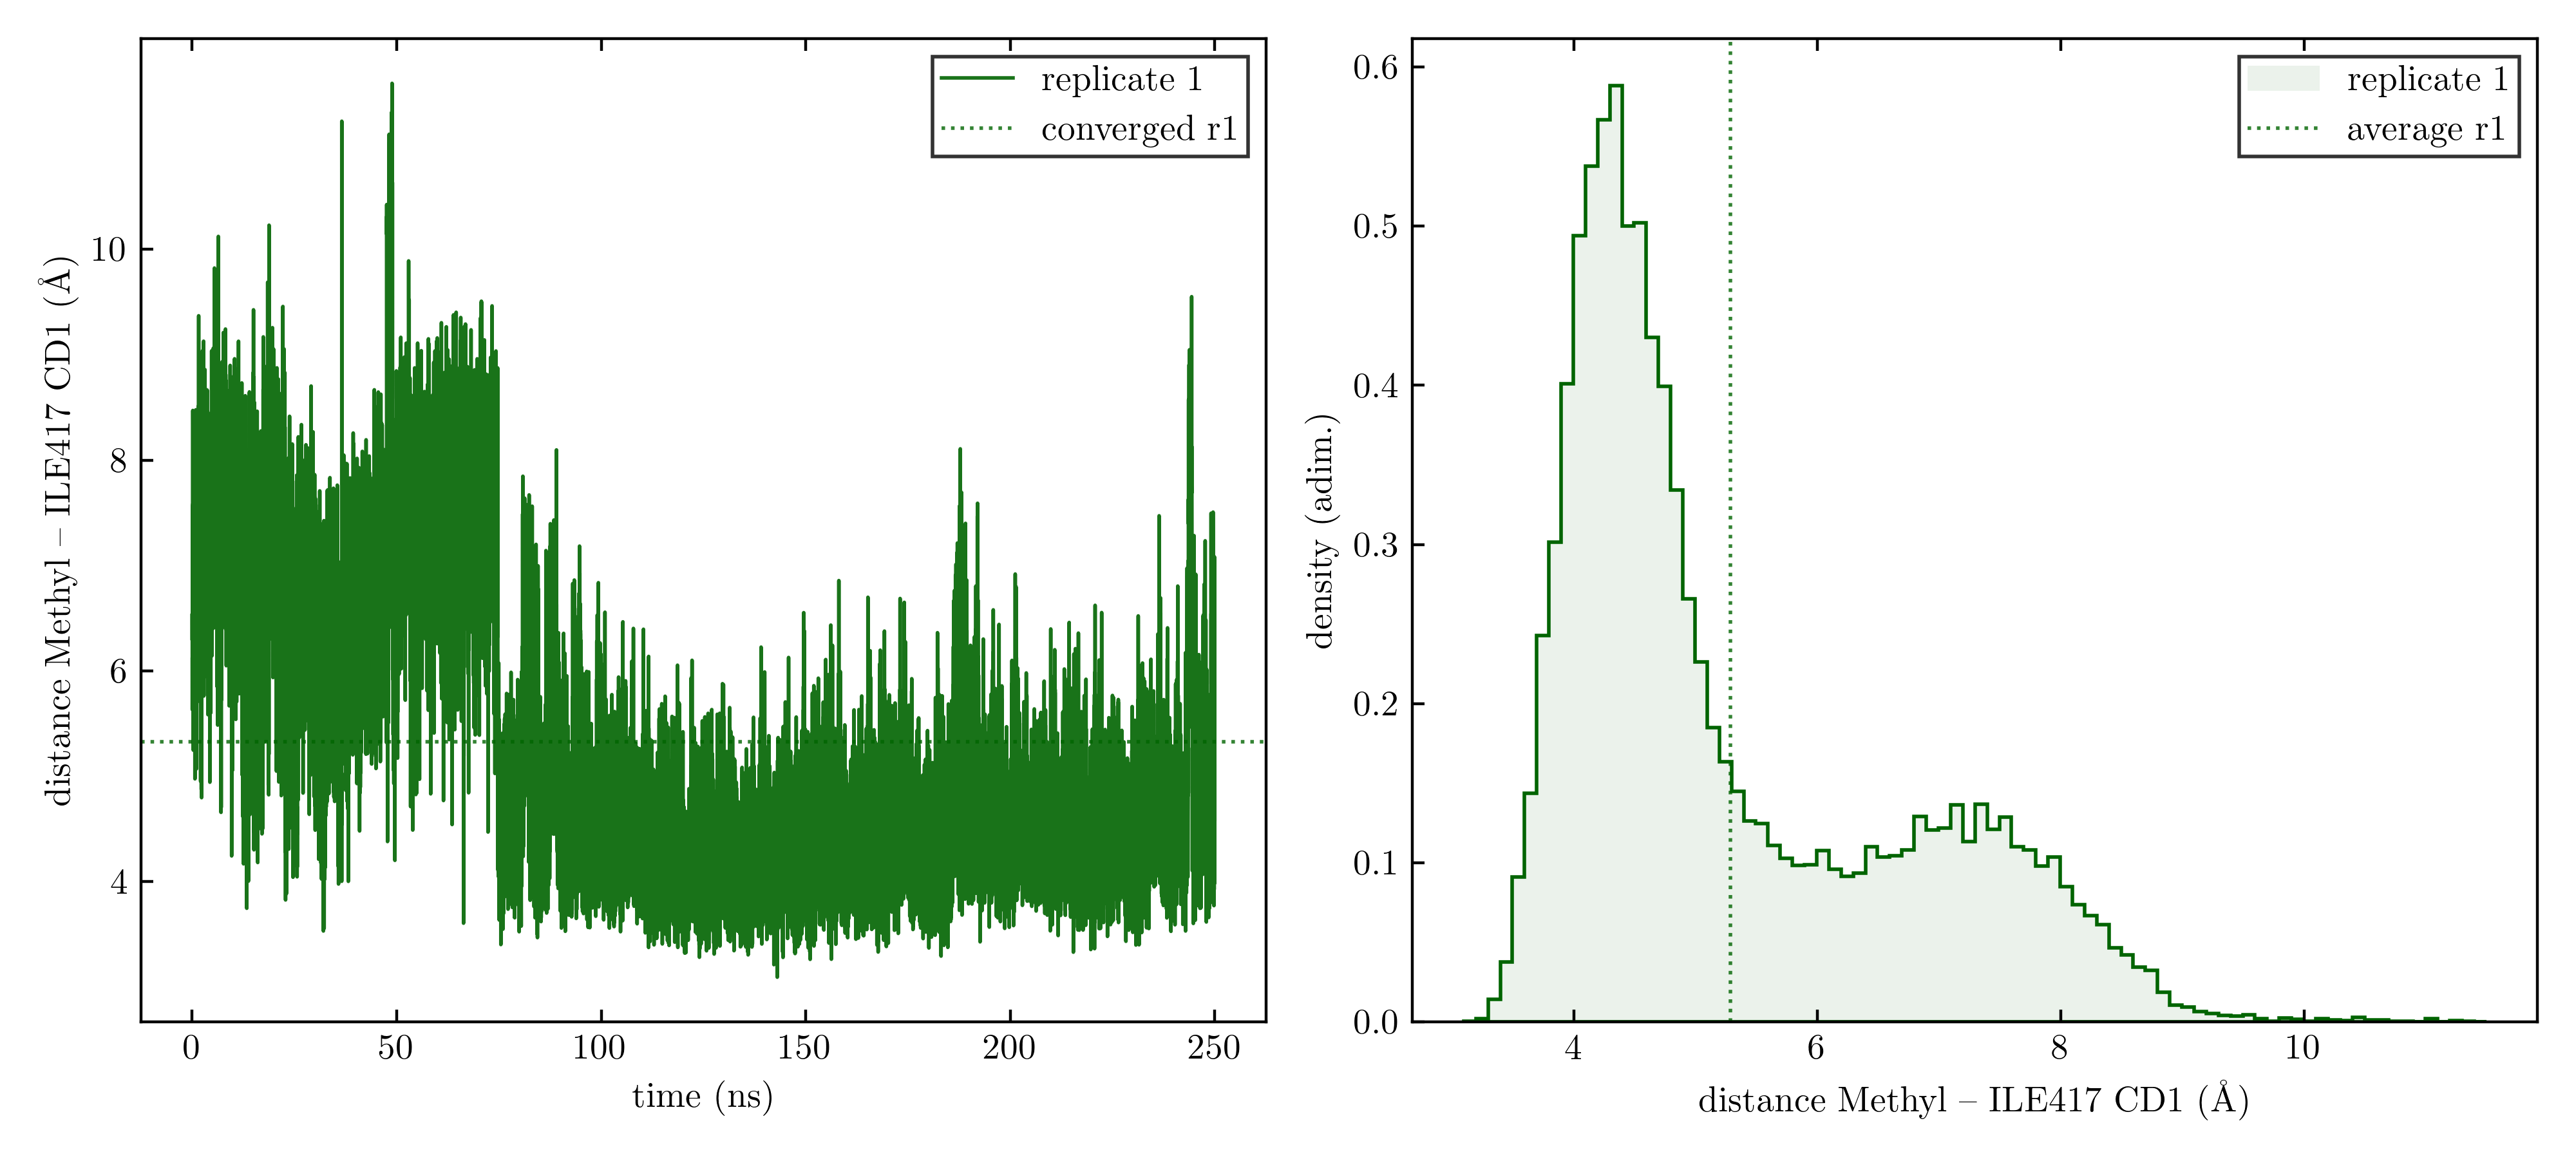 distance Methyl – ILE417 CD1 (Å)
10
8
6
4
0
50
100
150
200
250
time (ns)
replicate 1
converged r1
density (adim.)
0.6
0.5
0.4
0.3
0.2
0.1
0.0
4
6
8
10
distance Methyl – ILE417 CD1 (Å)
replicate 1
average r1